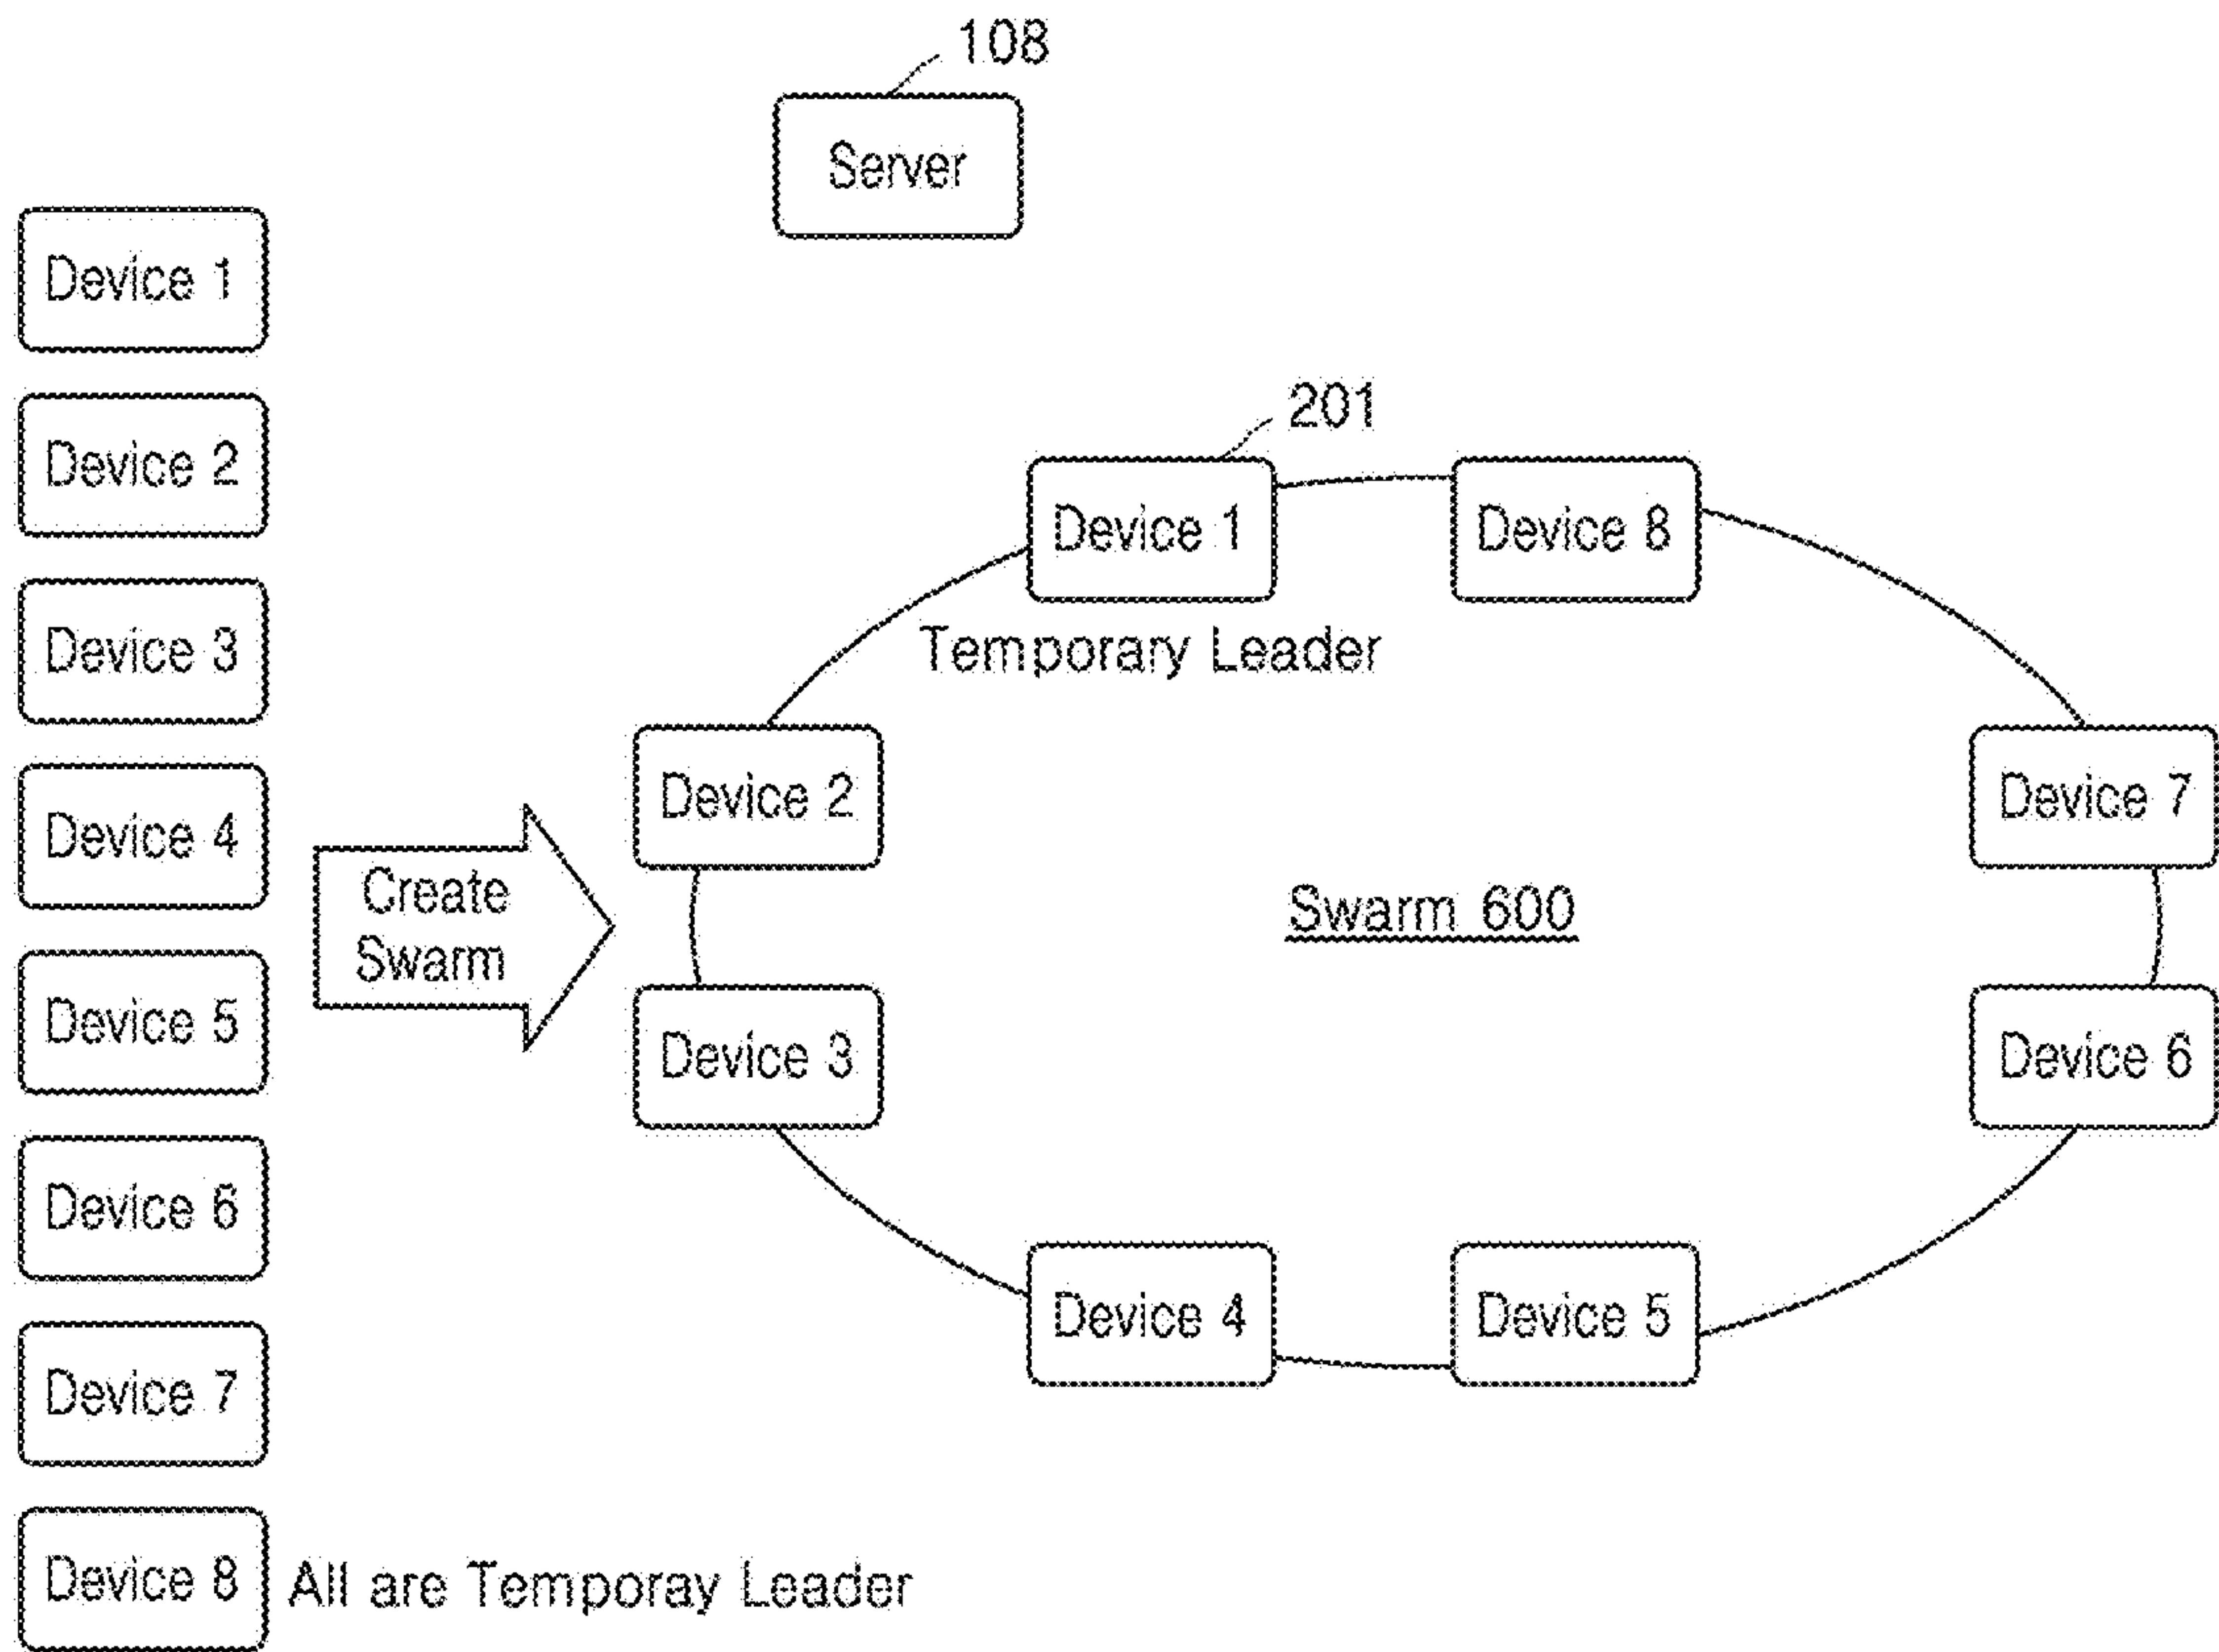 108
Server
Device 1
Device 2
Device 3
Device 4
Device 5
Device 6
Device 7
Device 8
All are Temporay Leader
Create
Swarm
201
Device 1
Device 8
Temporary Leader
Device 2
Device 7
Swarm 600
Device 3
Device 6
Device 4
Device 5